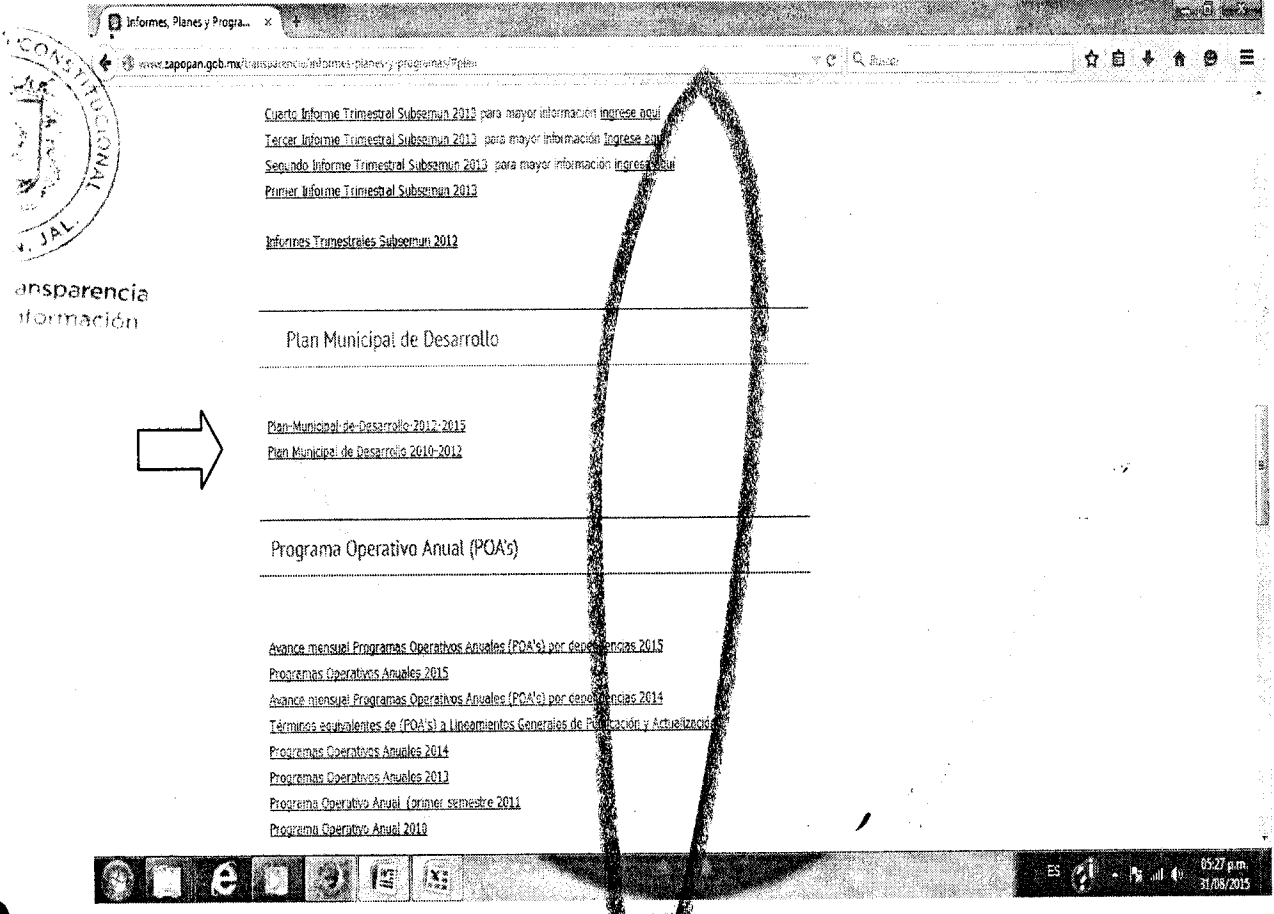 Informes, Planes y Progra... ×
www.zapopan.gob.mx/transparencia/informes-planes-y-programas/#plan
Buscar
CONSTITUCIONAL
JAL.
ansparencia
formación
Cuarto Informe Trimestral Subsemun 2013 para mayor información ingrese aquí
Tercer Informe Trimestral Subsemun 2013 para mayor información Ingrese aquí
Segundo Informe Trimestral Subsemun 2013 para mayor información ingrese aquí
Primer Informe Trimestral Subsemun 2013
Informes Trimestrales Subsemun 2012
Plan Municipal de Desarrollo
Plan-Municipal-de-Desarrollo-2012-2015
Plan Municipal de Desarrollo 2010-2012
Programa Operativo Anual (POA's)
Avance mensual Programas Operativos Anuales (POA's) por dependencias 2015
Programas Operativos Anuales 2015
Avance mensual Programas Operativos Anuales (POA's) por dependencias 2014
Términos equivalentes de (POA's) a Lineamientos Generales de Publicación y Actualización
Programas Operativos Anuales 2014
Programas Operativos Anuales 2013
Programa Operativo Anual (primer semestre 2011
Programa Operativo Anual 2010
ES
05:27 p.m.
31/08/2015